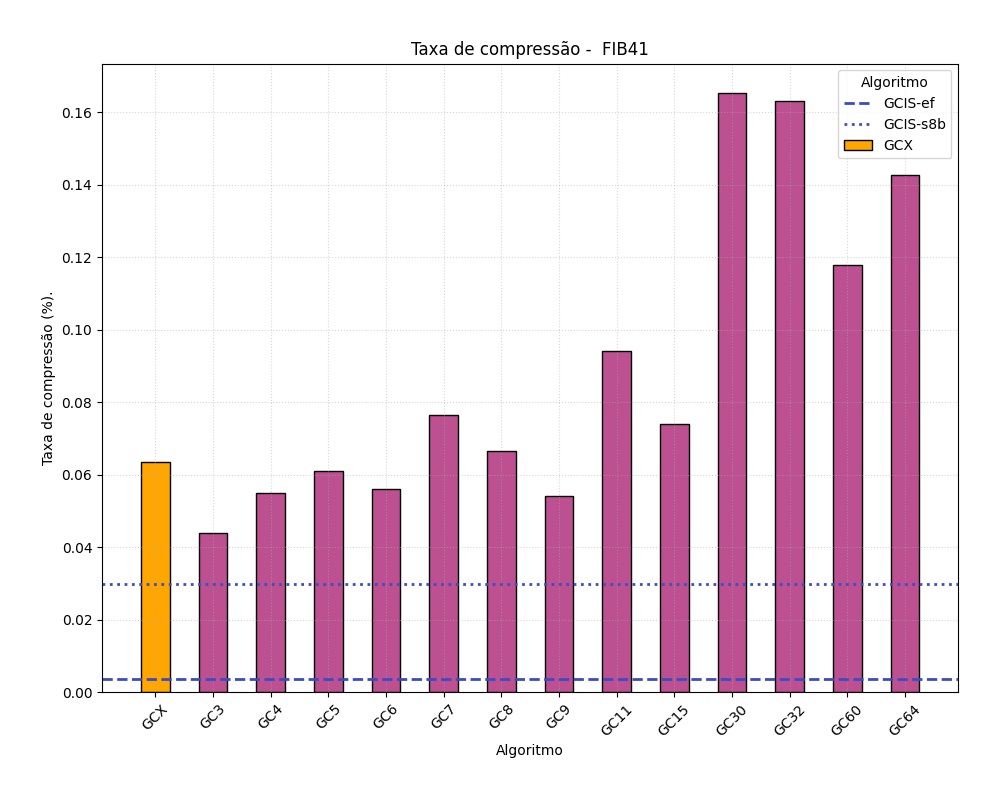 Taxa de compressão -  FIB41
Algoritmo
GCIS-ef
GCIS-s8b
GCX
Taxa de compressão (%).
0.16
0.14
0.12
0.10
0.08
0.06
0.04
0.02
0.00
GCX GC3 GC4 GC5 GC6 GC7 GC8 GC9 GC11 GC15 GC30 GC32 GC60 GC64
Algoritmo